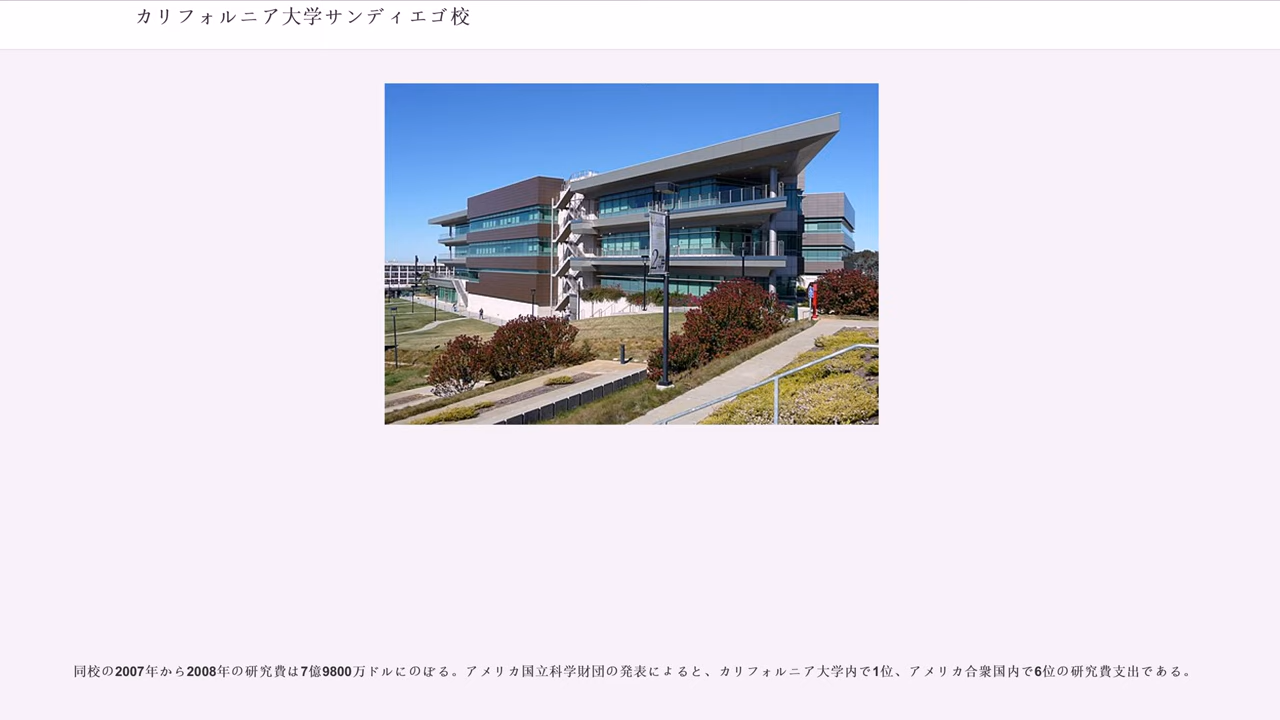 カリフォルニア大学サンディエゴ校
2
同校の2007年から2008年の研究費は7億9800万ドルにのぼる。アメリカ国立科学財団の発表によると、カリフォルニア大学内で1位、アメリカ合衆国内で6位の研究費支出である。